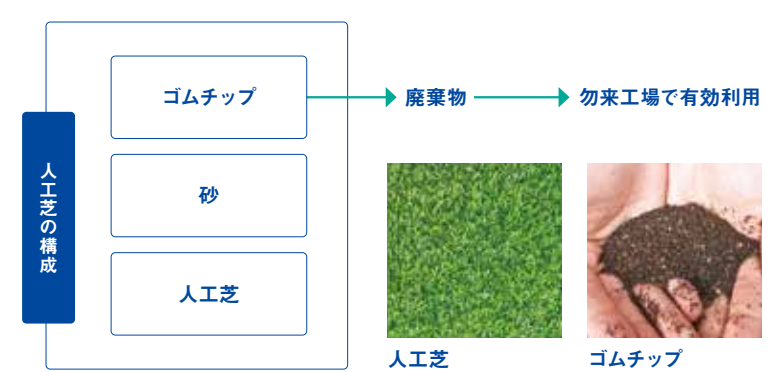 人工芝の構成
ゴムチップ
廃棄物
勿来工場で有効利用
砂
人工芝
人工芝
ゴムチップ